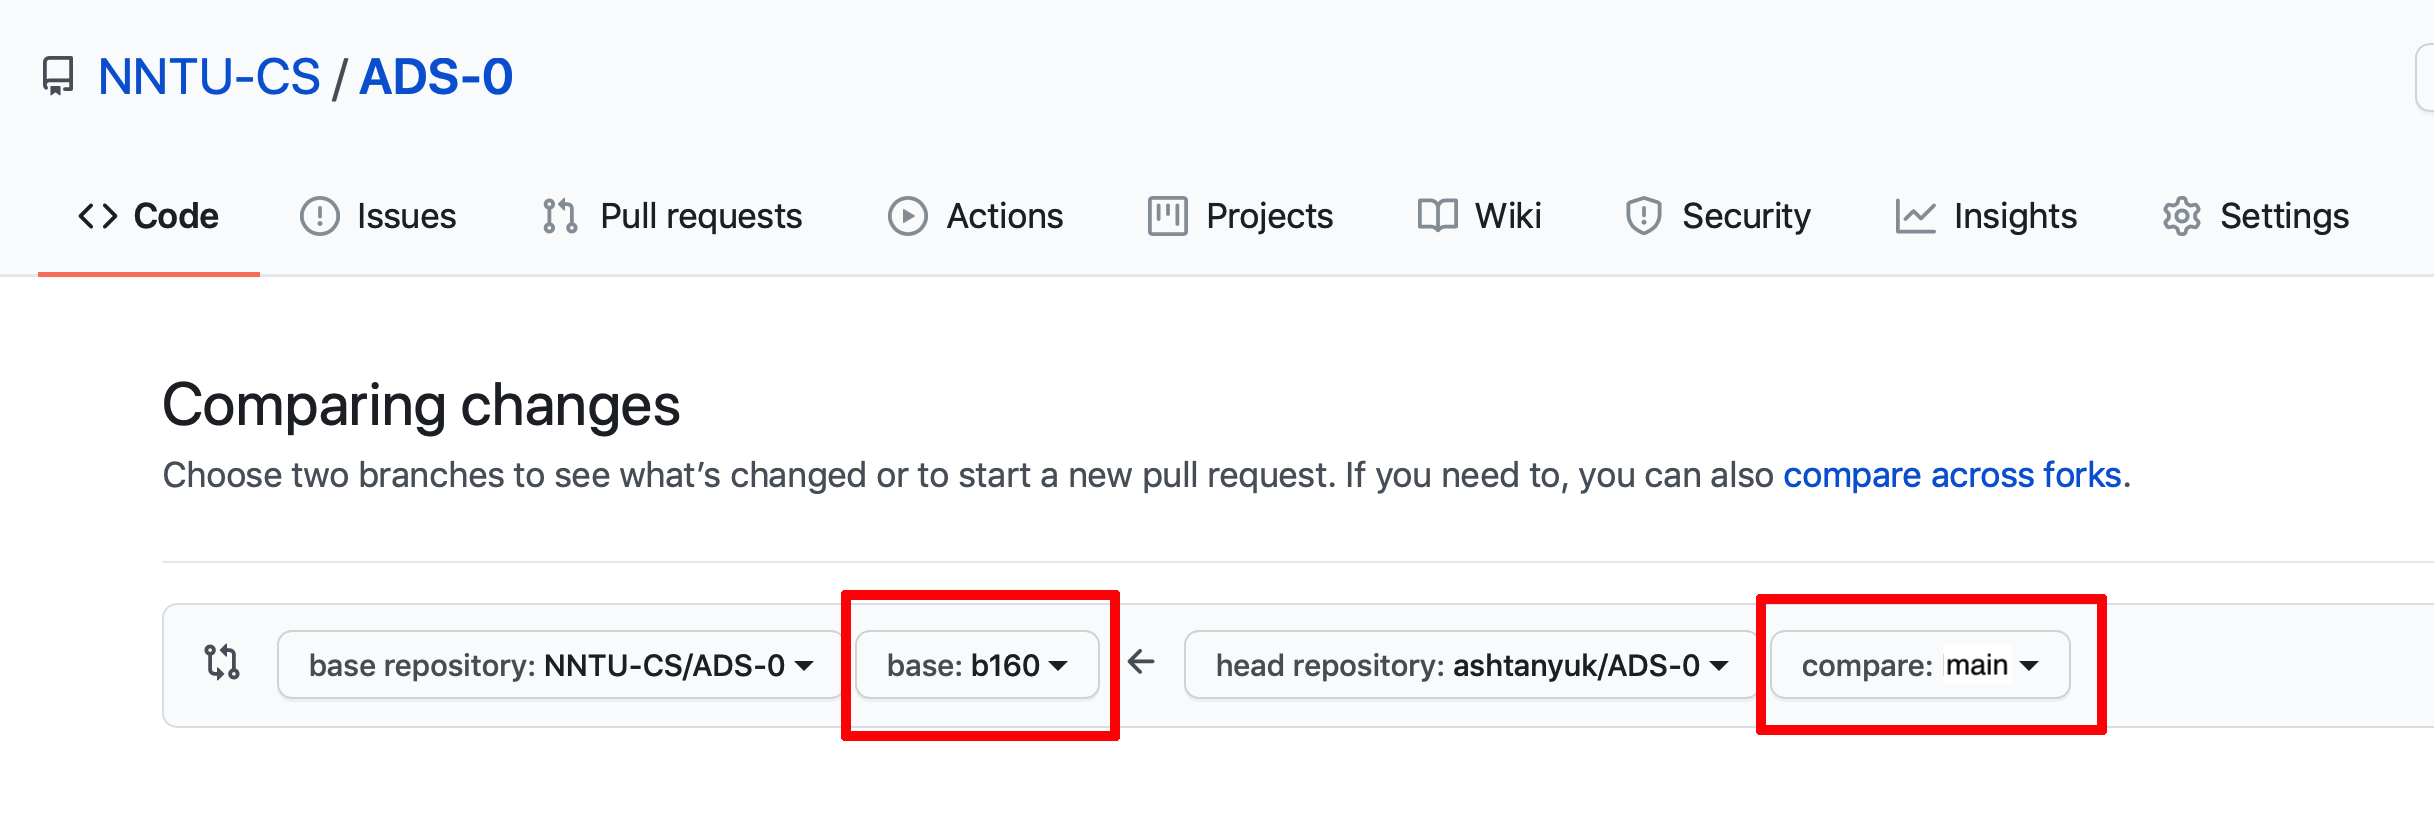 NNTU-CS / ADS-0
Code Issues Pull requests Actions Projects Wiki Security Insights Settings
Comparing changes
Choose two branches to see what’s changed or to start a new pull request. If you need to, you can also compare across forks.
base repository: NNTU-CS/ADS-0 base: b160 ← head repository: ashtanyuk/ADS-0 compare: main